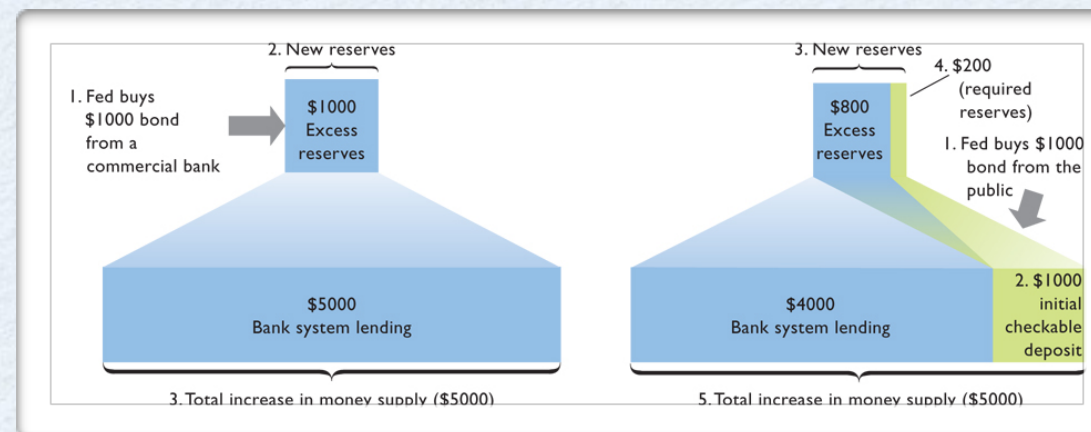 2. New reserves
1. Fed buys
$1000 bond
from a
commercial bank
$1000
Excess
reserves
$5000
Bank system lending
3. Total increase in money supply ($5000)
3. New reserves
4. $200
(required
reserves)
$800
Excess
reserves
1. Fed buys $1000
bond from the
public
$4000
Bank system lending
2. $1000
initial
checkable
deposit
5. Total increase in money supply ($5000)